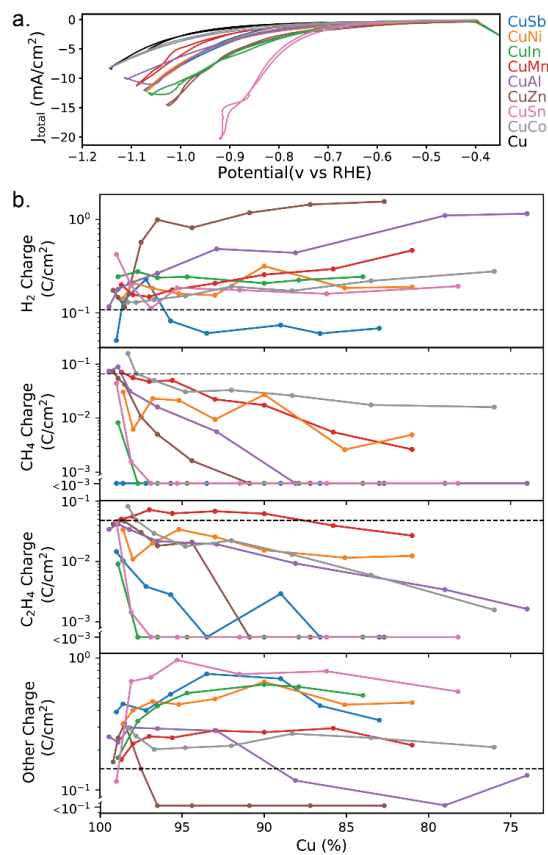 a.
0
−5
−10
−15
−20
J_total (mA/cm²)
−1.2 −1.1 −1.0 −0.9 −0.8 −0.7 −0.6 −0.5 −0.4
Potential(v vs RHE)
CuSb
CuNi
CuIn
CuMn
CuAl
CuZn
CuSn
CuCo
Cu
b.
H₂ Charge
(C/cm²)
10⁰
10⁻¹
CH₄ Charge
(C/cm²)
10⁻¹
10⁻²
10⁻³
<10⁻³
C₂H₄ Charge
(C/cm²)
10⁻¹
10⁻²
10⁻³
<10⁻³
Other Charge
(C/cm²)
10⁰
<10⁻¹
100 95 90 85 80 75
Cu (%)